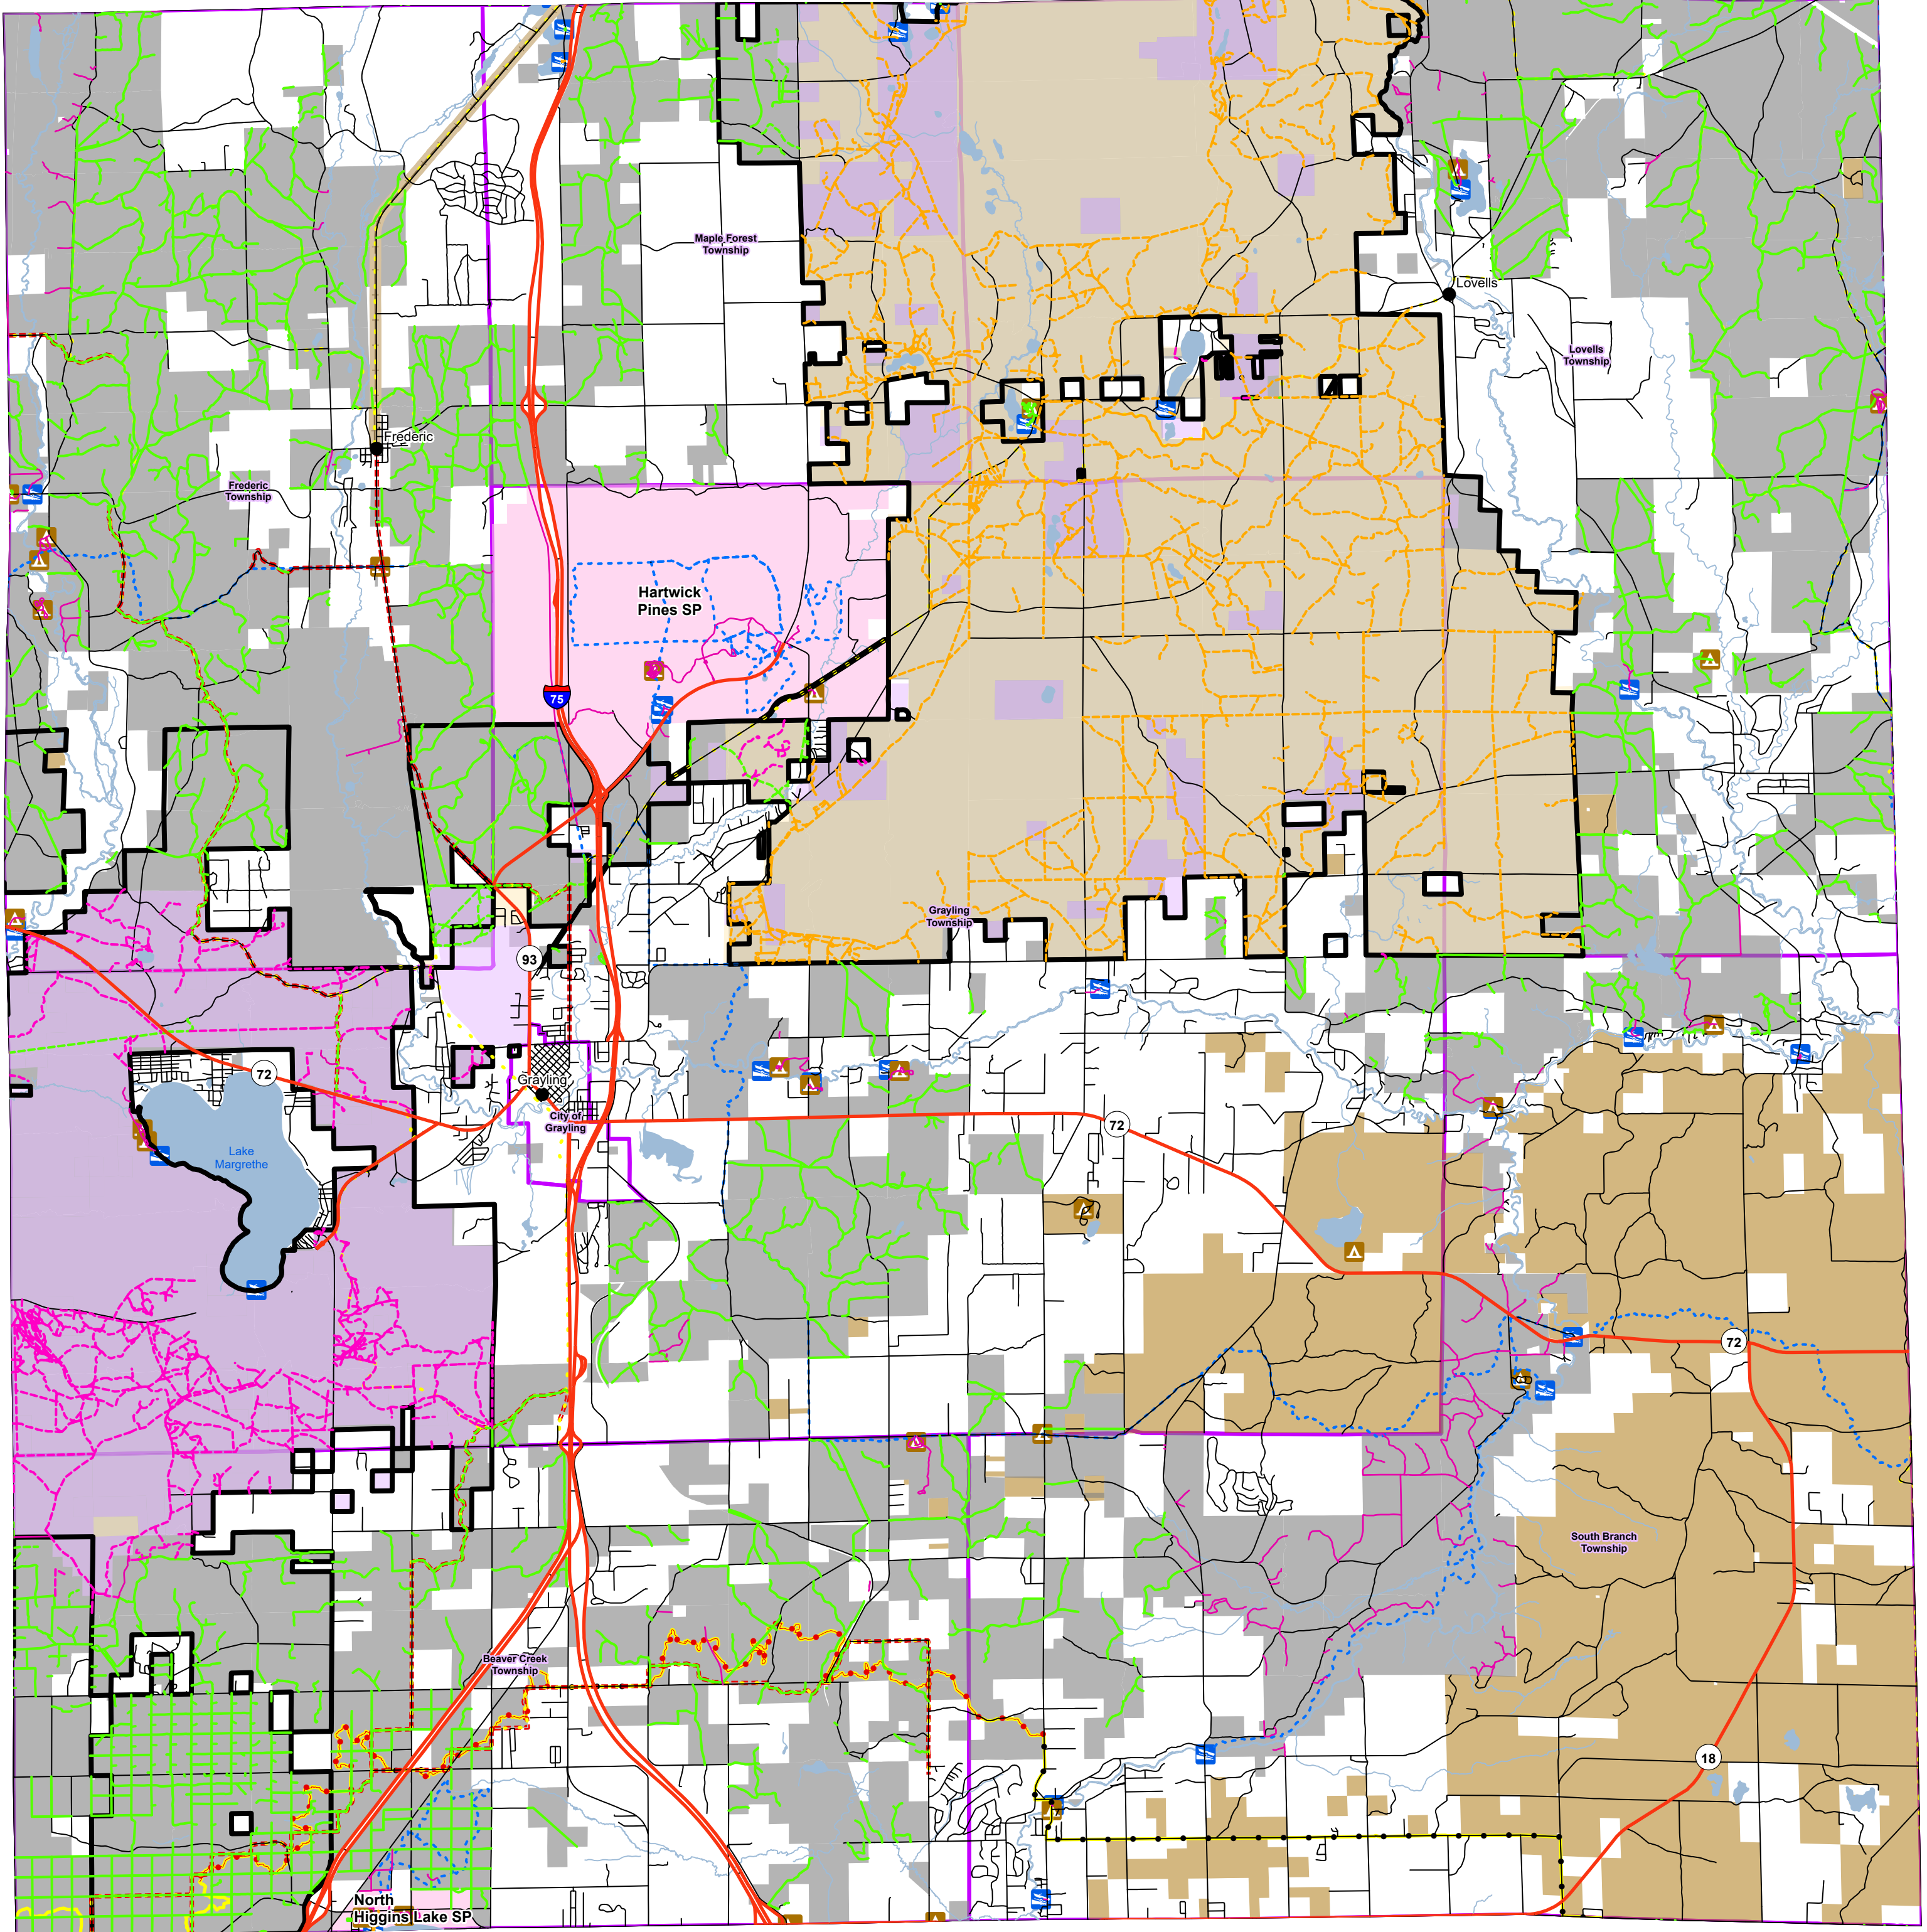 Maple Forest
Township
Lovells
Lovells
Township
Frederic
Frederic
Township
Hartwick
Pines SP
75
Grayling
Township
93
72
Grayling
City of
Grayling
72
Lake
Margrethe
72
South Branch
Township
Beaver Creek
Township
18
North
Higgins Lake SP